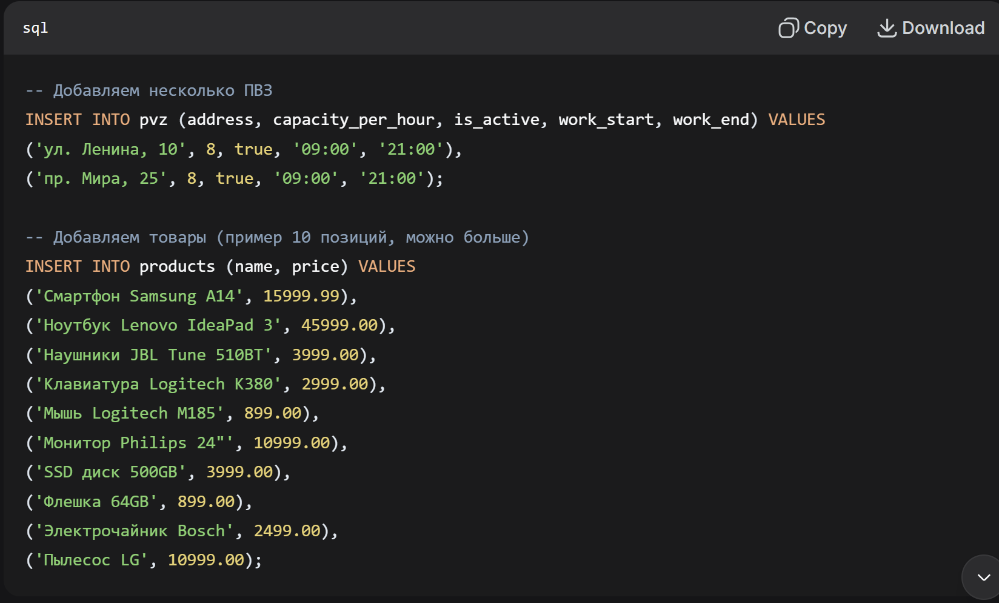 sql
Copy
Download
-- Добавляем несколько ПВЗ
INSERT INTO pvz (address, capacity_per_hour, is_active, work_start, work_end) VALUES
('ул. Ленина, 10', 8, true, '09:00', '21:00'),
('пр. Мира, 25', 8, true, '09:00', '21:00');
-- Добавляем товары (пример 10 позиций, можно больше)
INSERT INTO products (name, price) VALUES
('Смартфон Samsung A14', 15999.99),
('Ноутбук Lenovo IdeaPad 3', 45999.00),
('Наушники JBL Tune 510BT', 3999.00),
('Клавиатура Logitech K380', 2999.00),
('Мышь Logitech M185', 899.00),
('Монитор Philips 24"', 10999.00),
('SSD диск 500GB', 3999.00),
('Флешка 64GB', 899.00),
('Электрочайник Bosch', 2499.00),
('Пылесос LG', 10999.00);